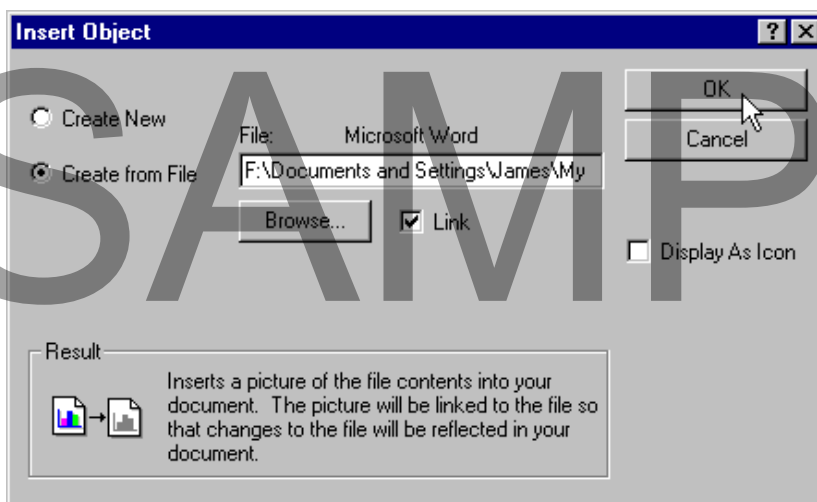 Insert Object
Create New
Create from File
File: Microsoft Word
F:\Documents and Settings\James\My
Browse...
Link
OK
Cancel
Display As Icon
Result
Inserts a picture of the file contents into your
document. The picture will be linked to the file so
that changes to the file will be reflected in your
document.
SAMP